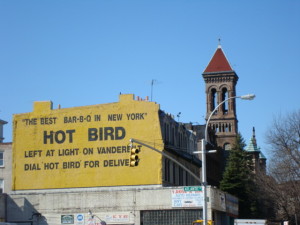 "THE BEST BAR-B-Q IN NEW YORK"
HOT BIRD
LEFT AT LIGHT ON VANDERB
DIAL 'HOT BIRD' FOR DELIVE